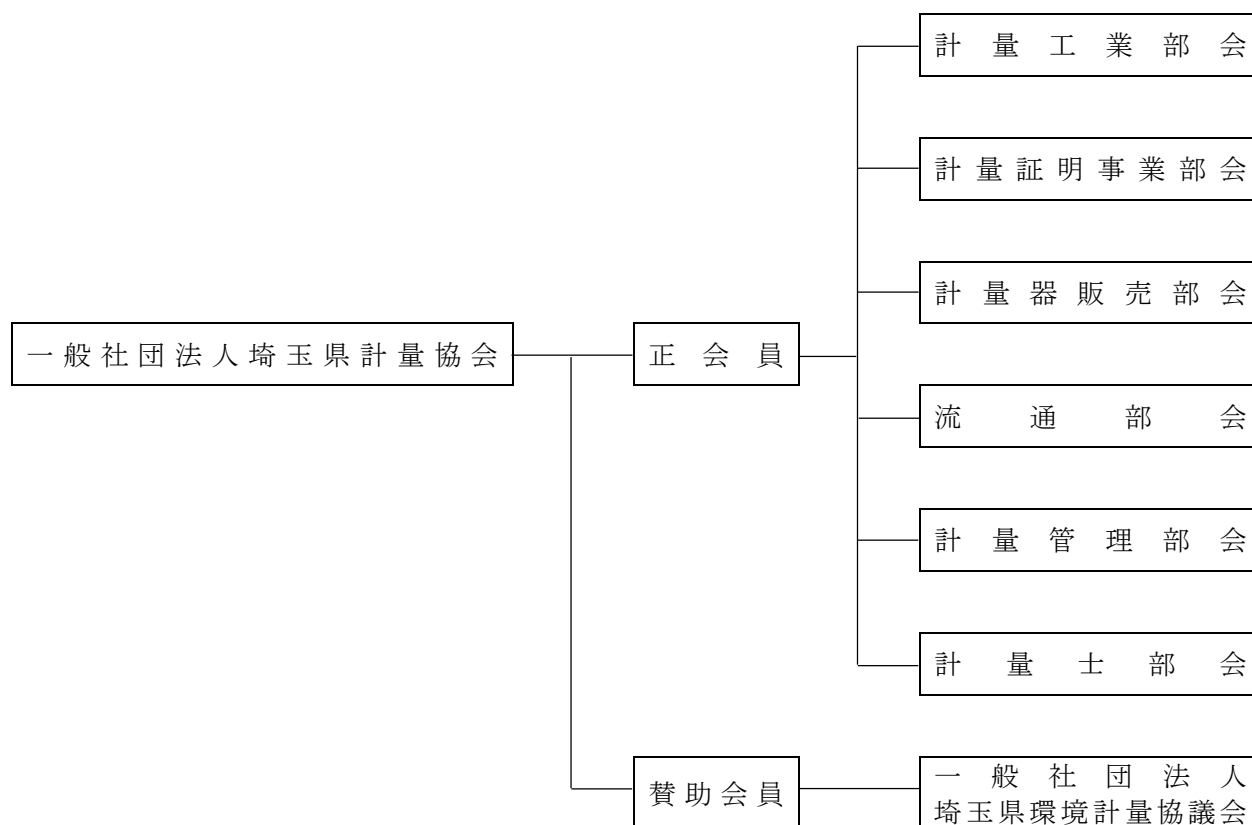 計量工業部会
計量証明事業部会
計量器販売部会
一般社団法人埼玉県計量協会
正会員
流通部会
計量管理部会
計量士部会
賛助会員
一般社団法人
埼玉県環境計量協議会